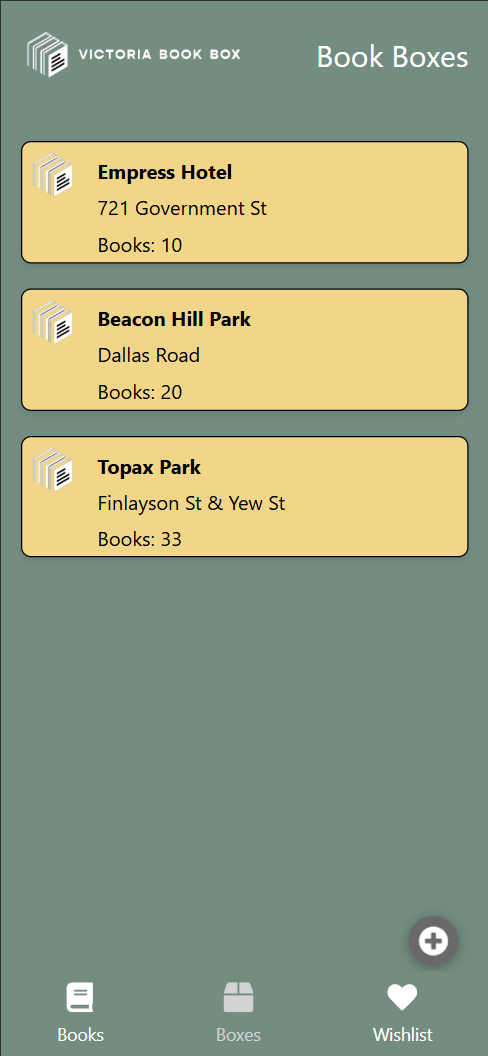 VICTORIA BOOK BOX
Book Boxes
Empress Hotel
721 Government St
Books: 10
Beacon Hill Park
Dallas Road
Books: 20
Topax Park
Finlayson St & Yew St
Books: 33
Books
Boxes
Wishlist